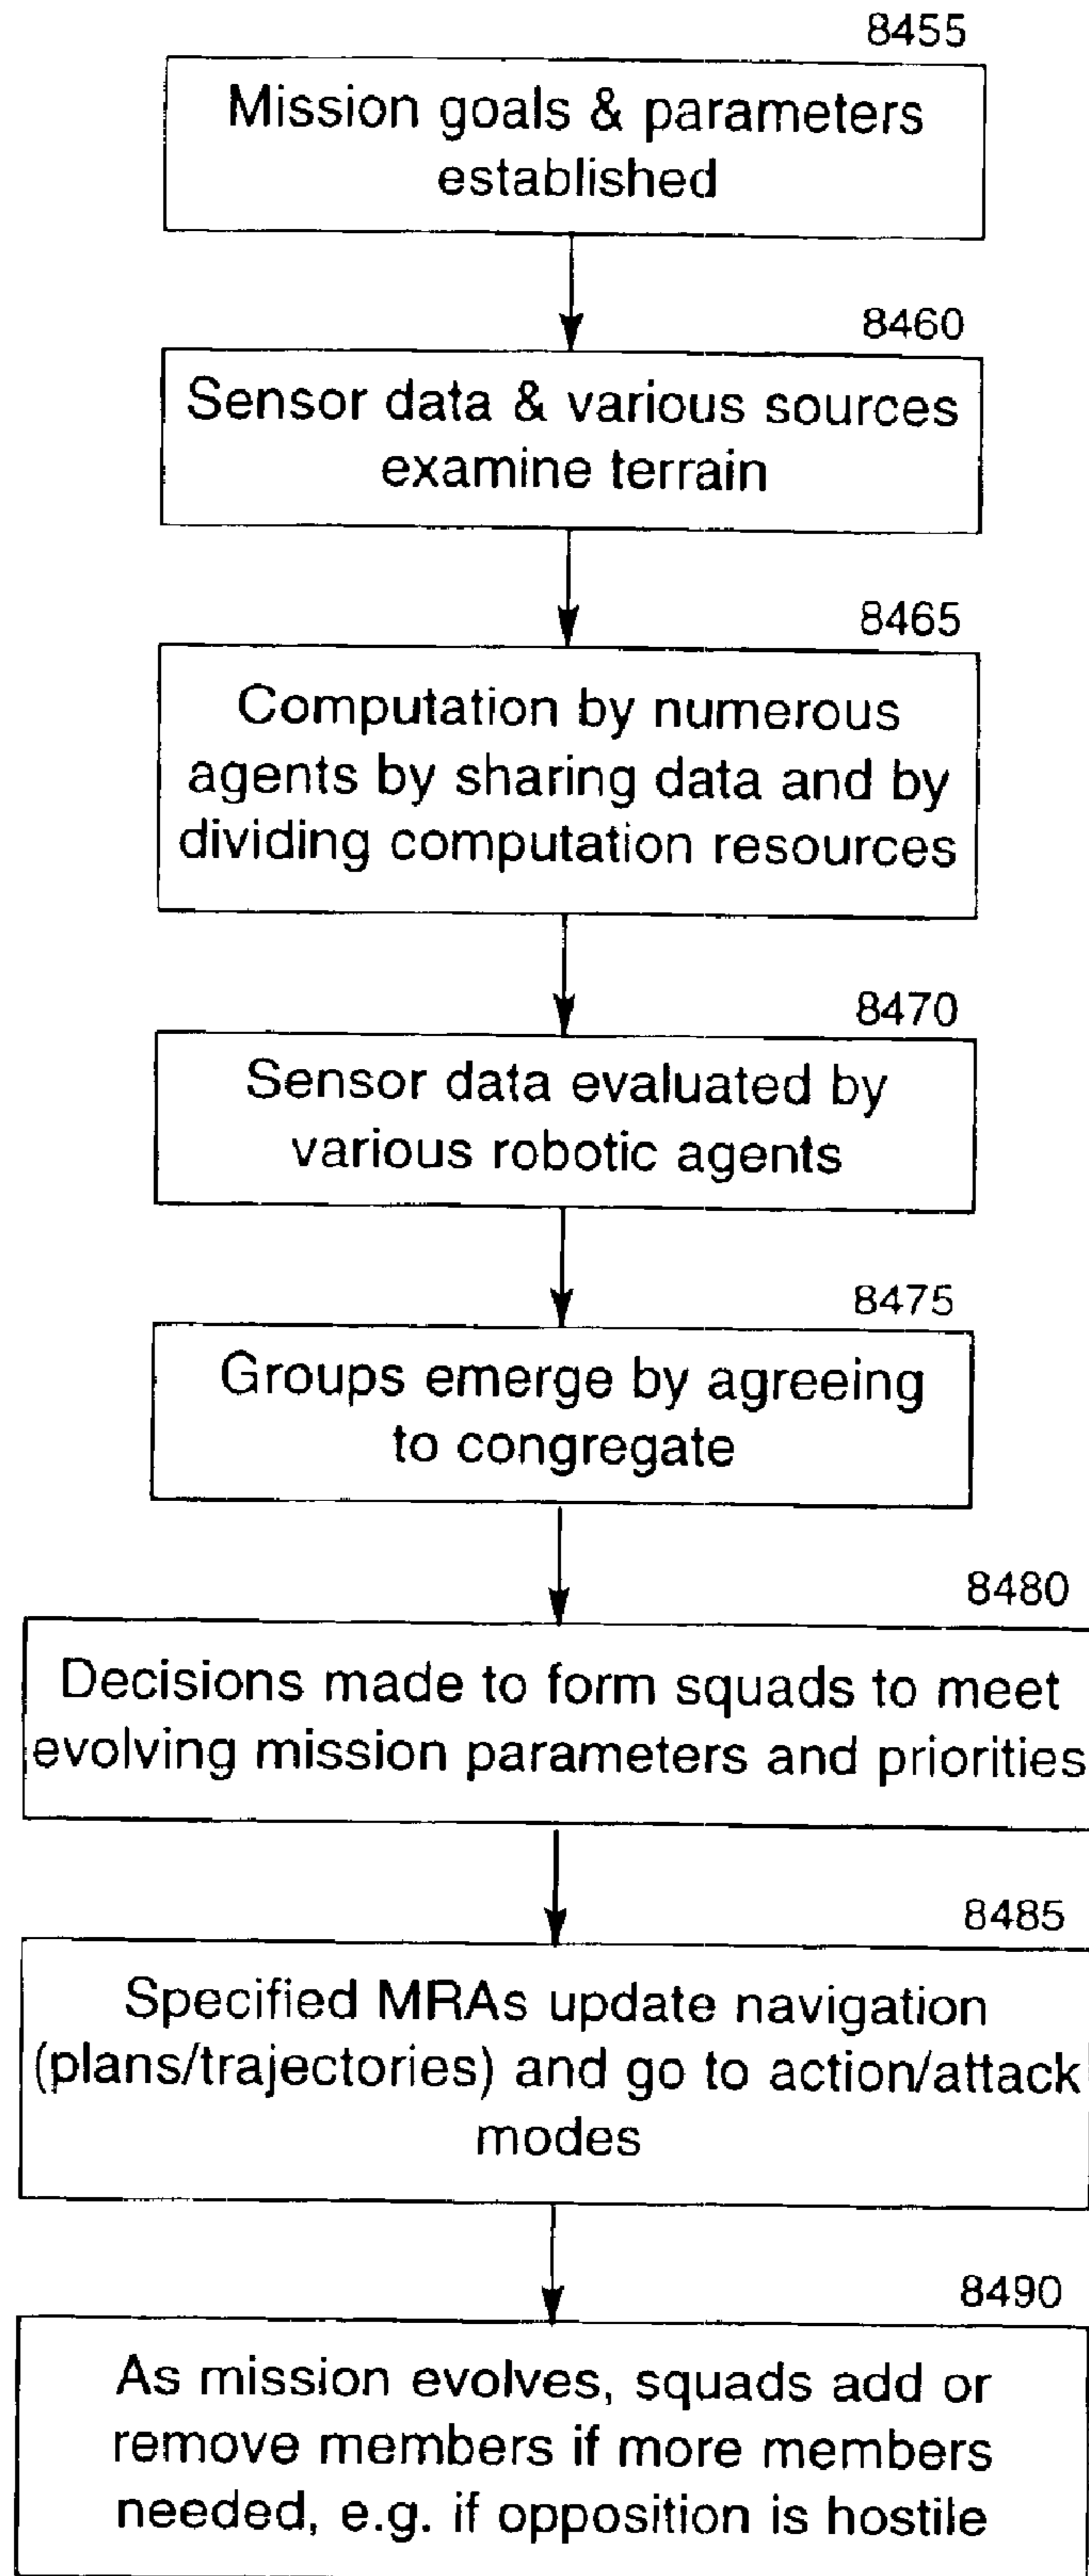 8455
Mission goals & parameters
established
8460
Sensor data & various sources
examine terrain
8465
Computation by numerous
agents by sharing data and by
dividing computation resources
8470
Sensor data evaluated by
various robotic agents
8475
Groups emerge by agreeing
to congregate
8480
Decisions made to form squads to meet
evolving mission parameters and priorities
8485
Specified MRAs update navigation
(plans/trajectories) and go to action/attack
modes
8490
As mission evolves, squads add or
remove members if more members
needed, e.g. if opposition is hostile